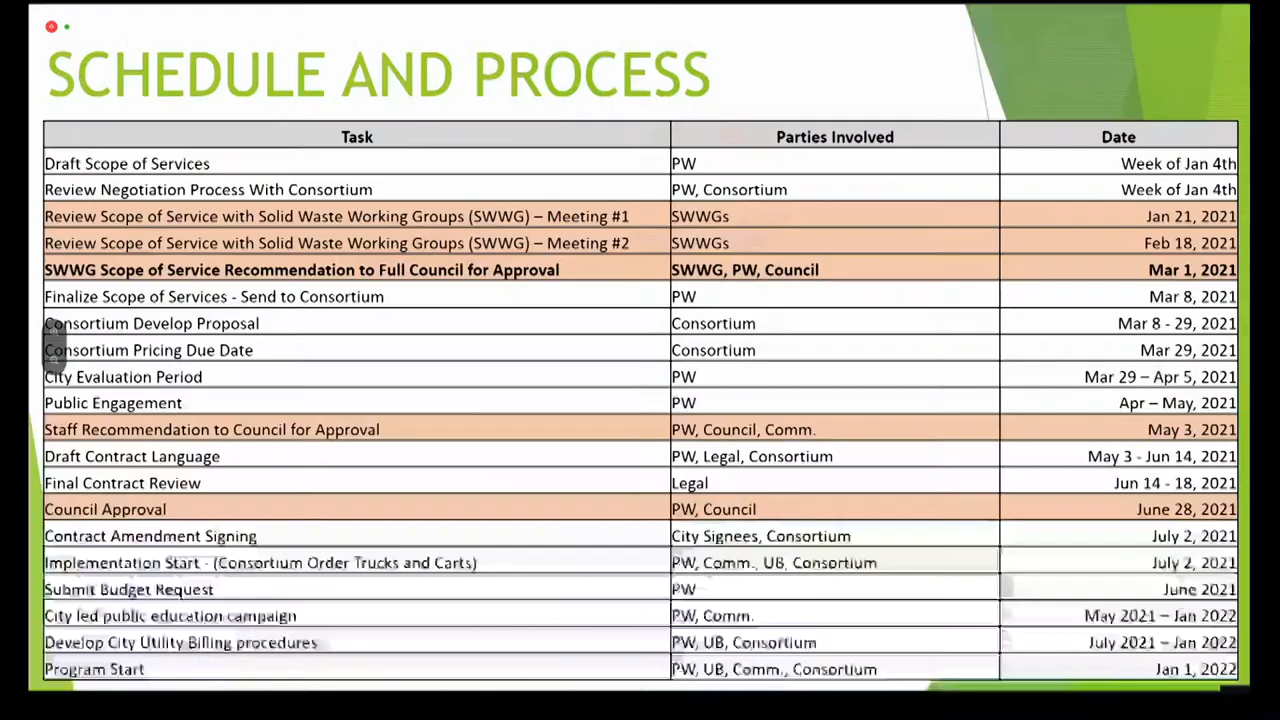 SCHEDULE AND PROCESS
Task Parties Involved Date
Draft Scope of Services PW Week of Jan 4th
Review Negotiation Process With Consortium PW, Consortium Week of Jan 4th
Review Scope of Service with Solid Waste Working Groups (SWWG) – Meeting #1 SWWGs Jan 21, 2021
Review Scope of Service with Solid Waste Working Groups (SWWG) – Meeting #2 SWWGs Feb 18, 2021
SWWG Scope of Service Recommendation to Full Council for Approval SWWG, PW, Council Mar 1, 2021
Finalize Scope of Services - Send to Consortium PW Mar 8, 2021
Consortium Develop Proposal Consortium Mar 8 - 29, 2021
Consortium Pricing Due Date Consortium Mar 29, 2021
City Evaluation Period PW Mar 29 – Apr 5, 2021
Public Engagement PW Apr – May, 2021
Staff Recommendation to Council for Approval PW, Council, Comm. May 3, 2021
Draft Contract Language PW, Legal, Consortium May 3 - Jun 14, 2021
Final Contract Review Legal Jun 14 - 18, 2021
Council Approval PW, Council June 28, 2021
Contract Amendment Signing City Signees, Consortium July 2, 2021
Implementation Start - (Consortium Order Trucks and Carts) PW, Comm., UB, Consortium July 2, 2021
Submit Budget Request PW June 2021
City led public education campaign PW, Comm. May 2021 – Jan 2022
Develop City Utility Billing procedures PW, UB, Consortium July 2021 – Jan 2022
Program Start PW, UB, Comm., Consortium Jan 1, 2022